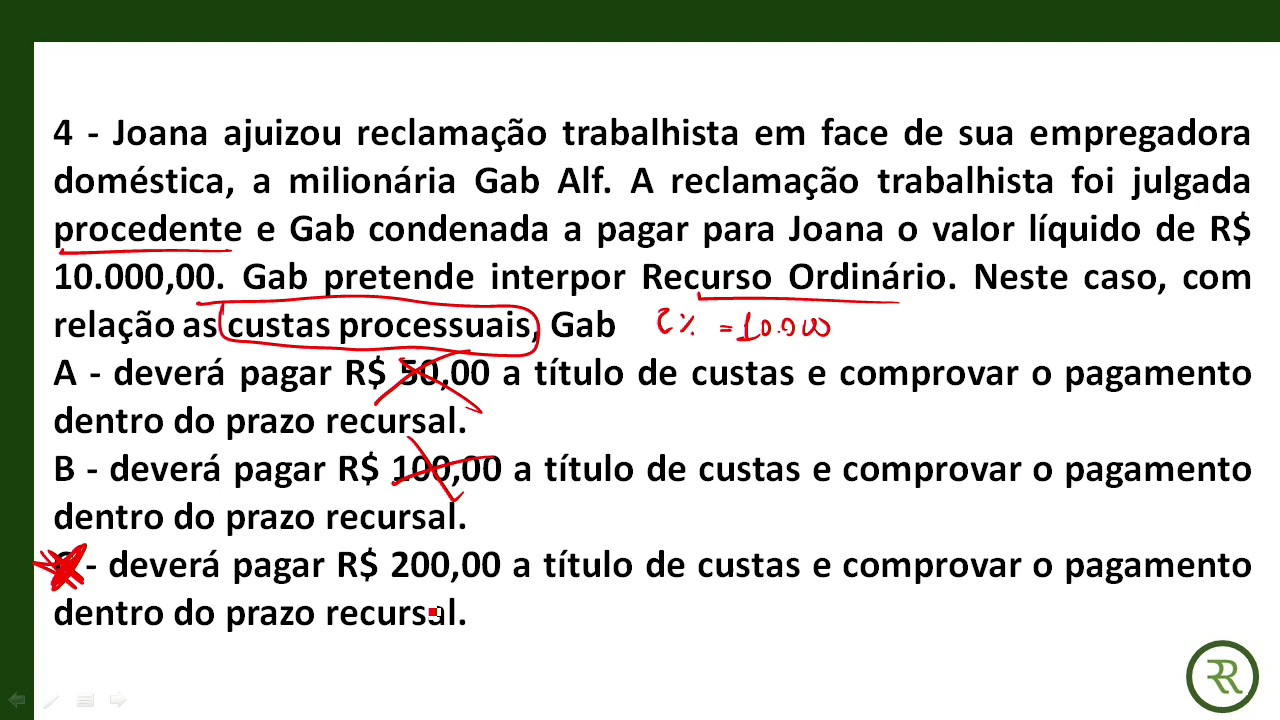 4 - Joana ajuizou reclamação trabalhista em face de sua empregadora
doméstica, a milionária Gab Alf. A reclamação trabalhista foi julgada
procedente e Gab condenada a pagar para Joana o valor líquido de R$
10.000,00. Gab pretende interpor Recurso Ordinário. Neste caso, com
relação as custas processuais, Gab 2% = 10.000
A - deverá pagar R$ 50,00 a título de custas e comprovar o pagamento
dentro do prazo recursal.
B - deverá pagar R$ 100,00 a título de custas e comprovar o pagamento
dentro do prazo recursal.
C - deverá pagar R$ 200,00 a título de custas e comprovar o pagamento
dentro do prazo recursal.
RR